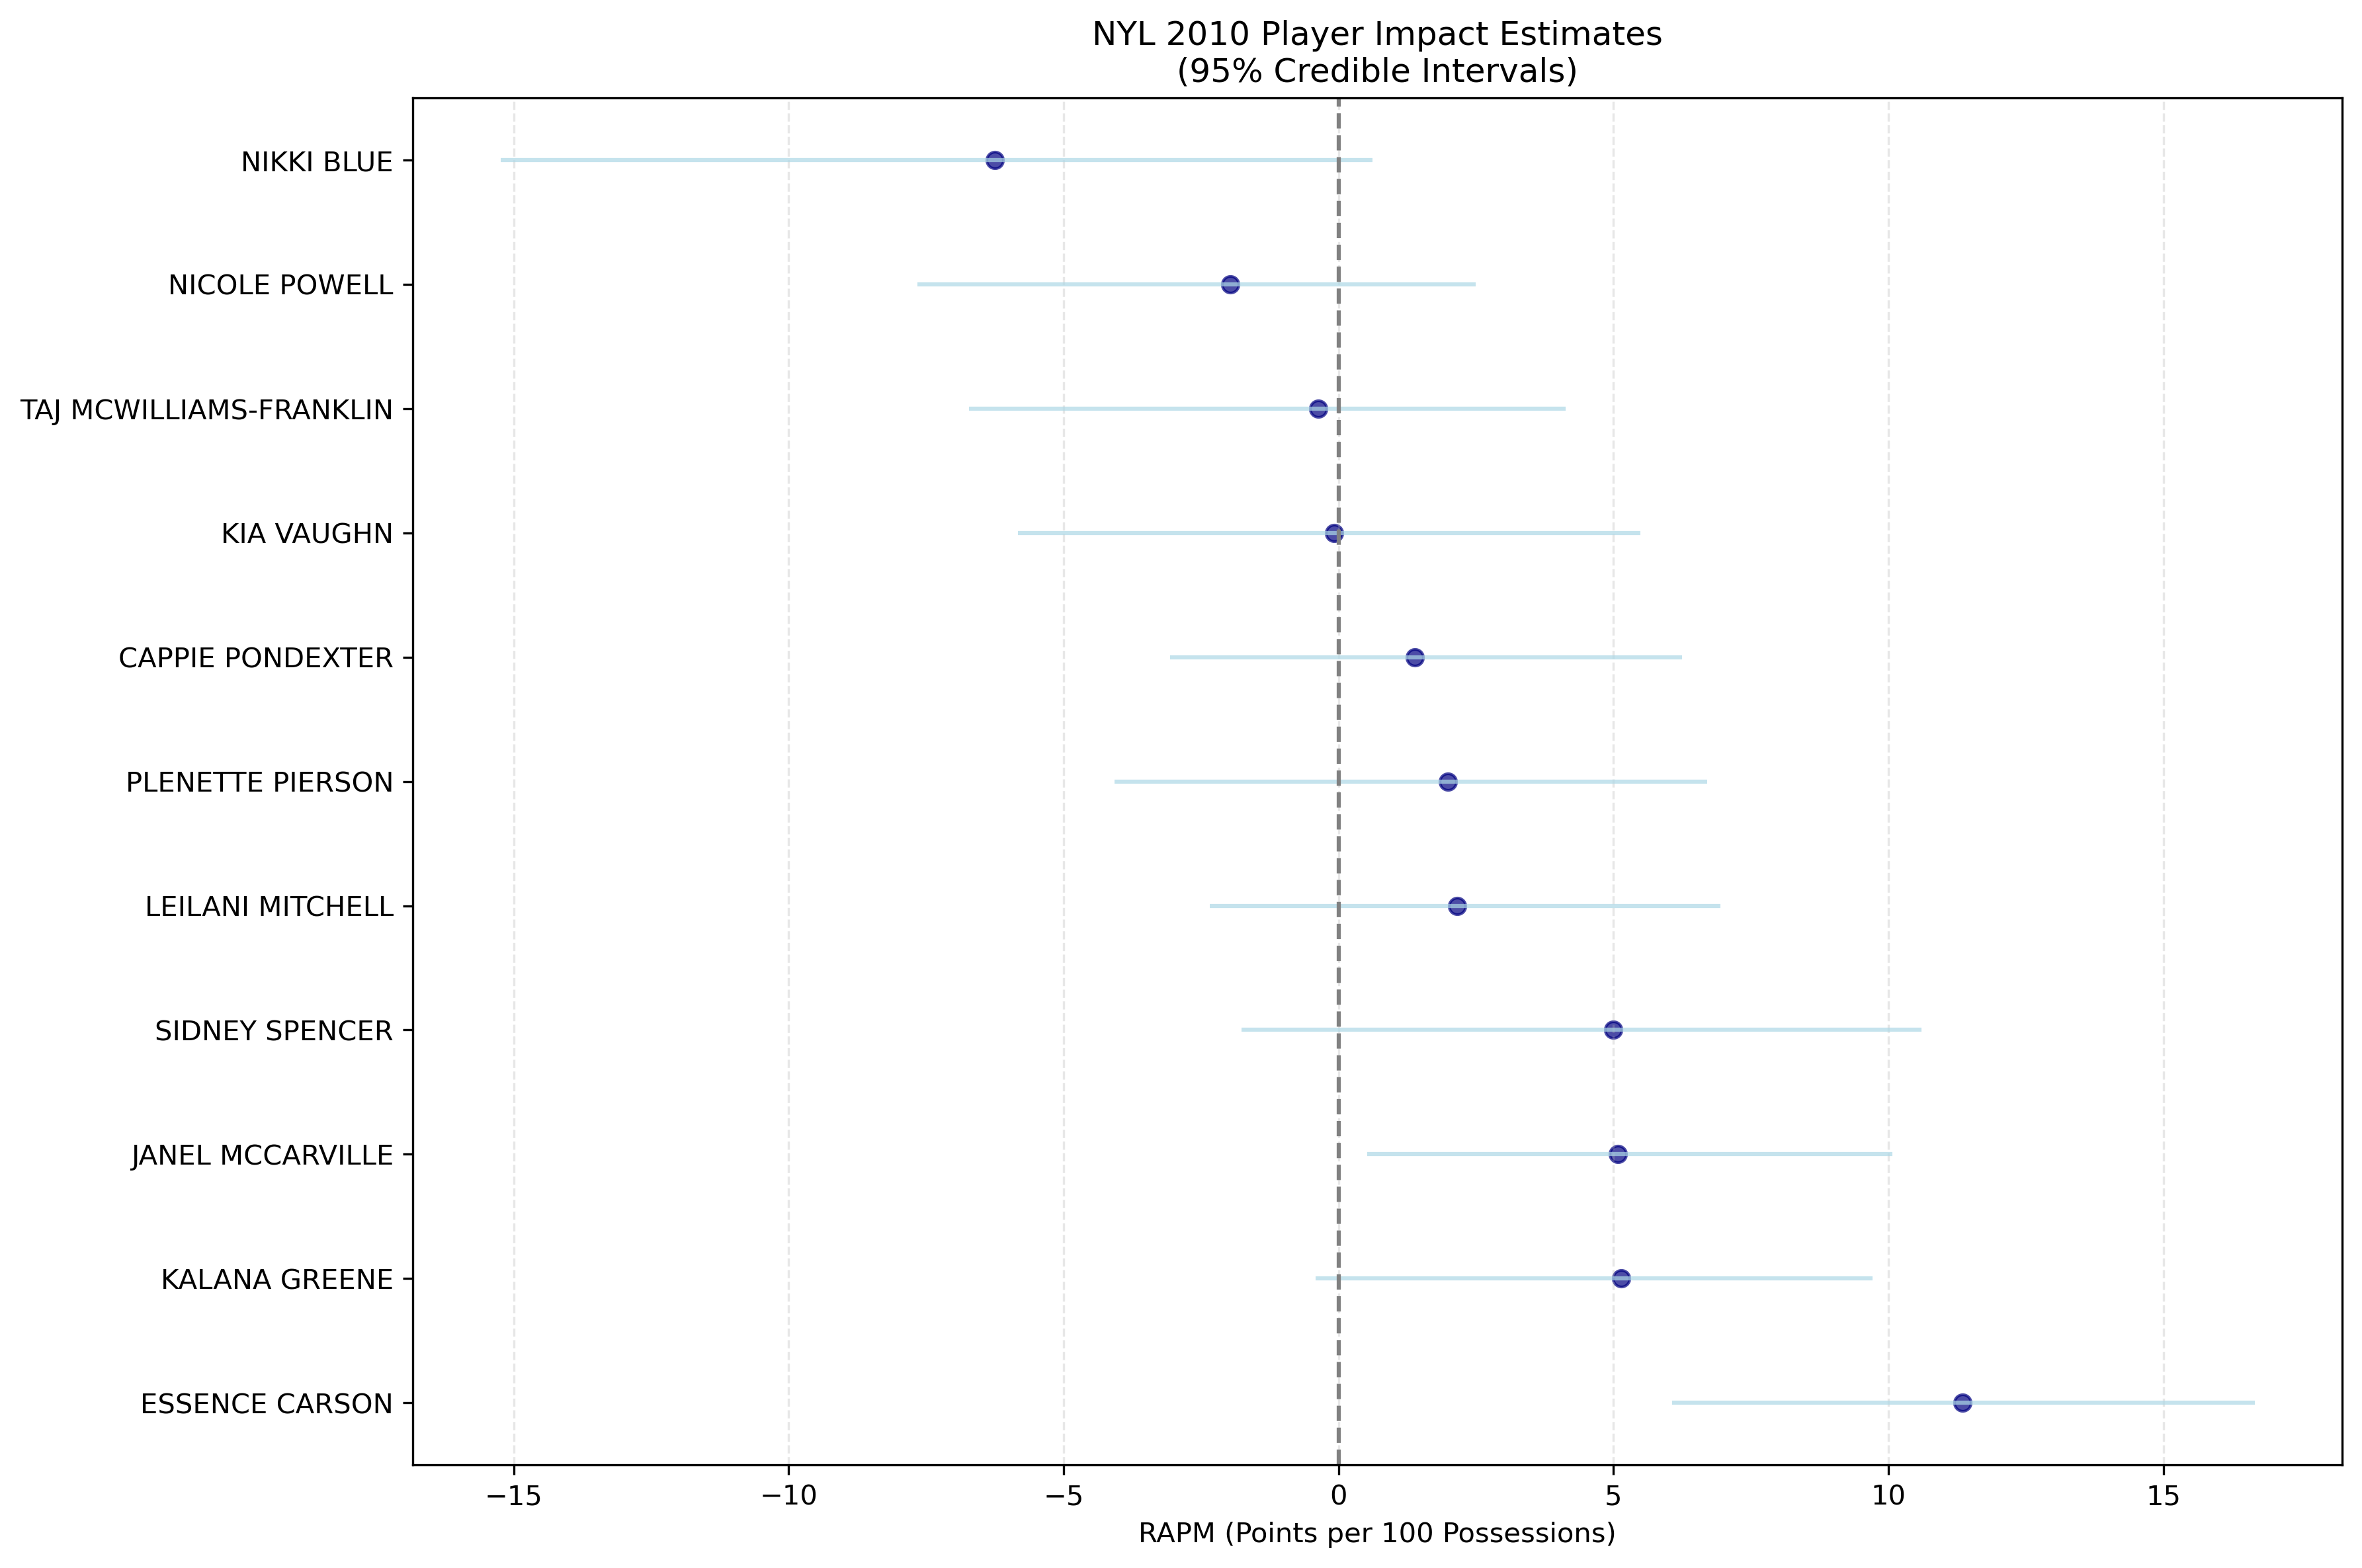 NYL 2010 Player Impact Estimates
(95% Credible Intervals)
NIKKI BLUE
NICOLE POWELL
TAJ MCWILLIAMS-FRANKLIN
KIA VAUGHN
CAPPIE PONDEXTER
PLENETTE PIERSON
LEILANI MITCHELL
SIDNEY SPENCER
JANEL MCCARVILLE
KALANA GREENE
ESSENCE CARSON
−15 −10 −5 0 5 10 15
RAPM (Points per 100 Possessions)